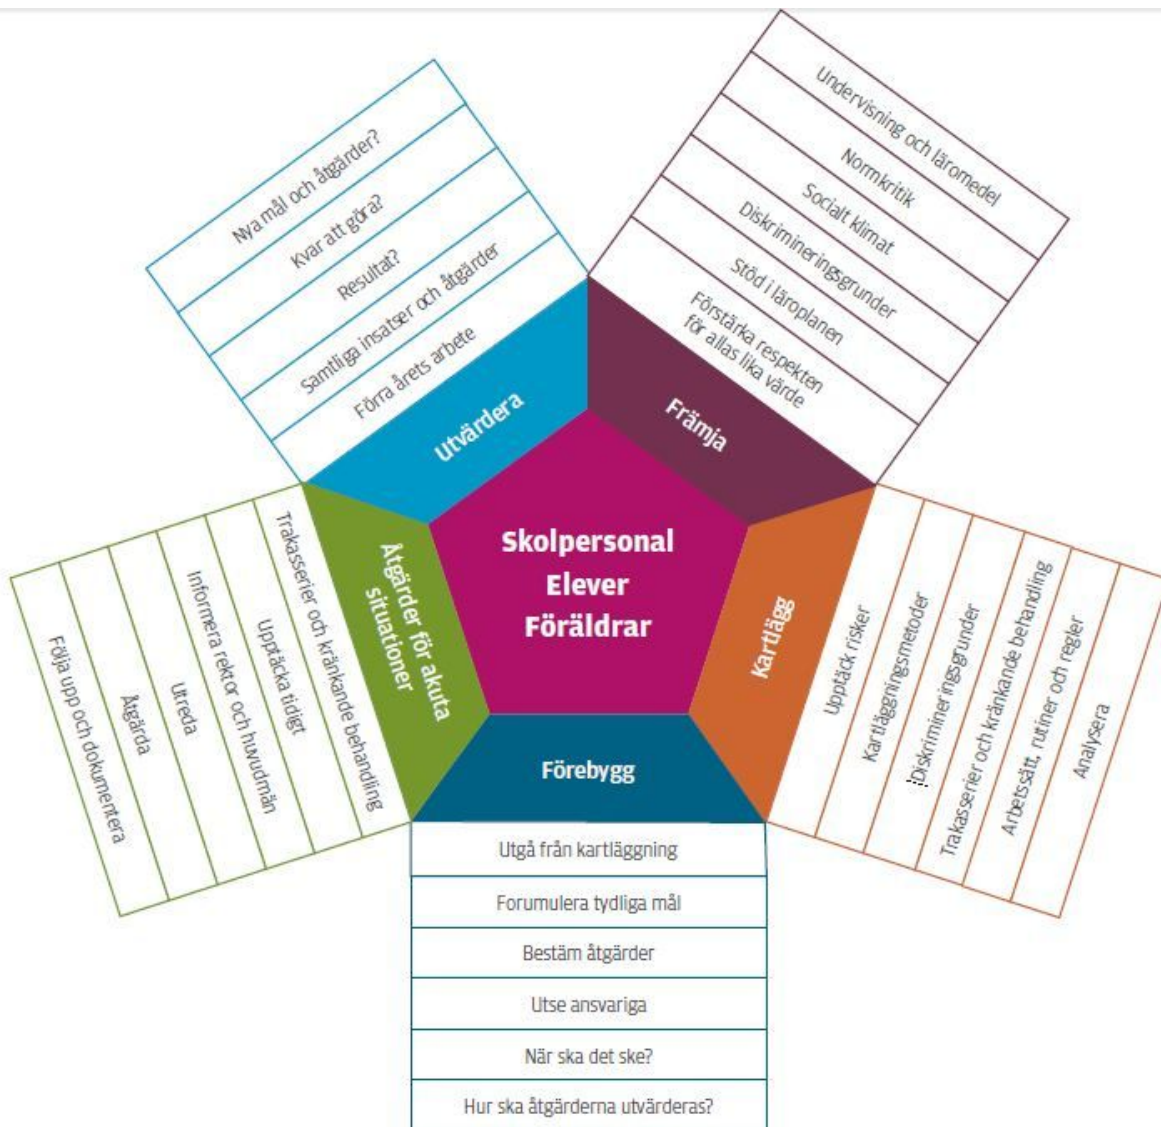 Skolpersonal
Elever
Föräldrar
Främja
Undervisning och läromedel
Normkritik
Socialt klimat
Diskrimineringsgrunder
Stöd i läroplanen
Förstärka respekten
för allas lika värde
Kartlägg
Upptäck risker
Kartläggningsmetoder
Diskrimineringsgrunder
Trakasserier och kränkande behandling
Arbetssätt, rutiner och regler
Analysera
Förebygg
Utgå från kartläggning
Forumulera tydliga mål
Bestäm åtgärder
Utse ansvariga
När ska det ske?
Hur ska åtgärderna utvärderas?
Åtgärder för akuta
situationer
Trakasserier och kränkande behandling
Upptäcka tidigt
Informera rektor och huvudmän
Utreda
Åtgärda
Följa upp och dokumentera
Utvärdera
Nya mål och åtgärder?
Kvar att göra?
Resultat?
Samtliga insatser och åtgärder
Förra årets arbete